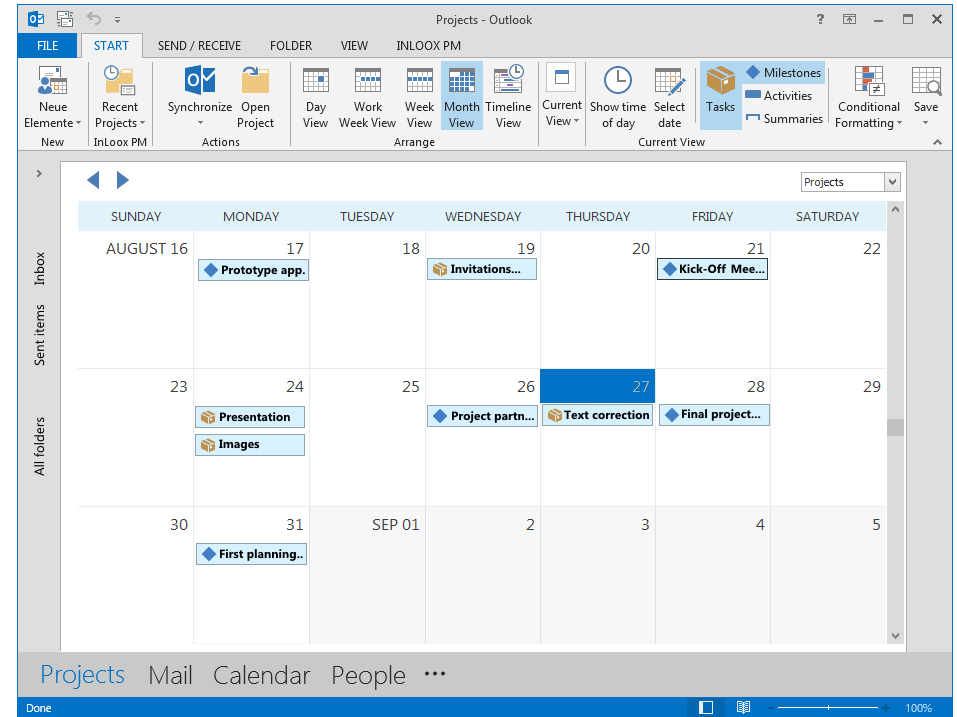 Projects - Outlook
?
FILE
START
SEND / RECEIVE
FOLDER
VIEW
INLOOX PM
Neue
Elemente
New
Recent
Projects
InLoox PM
Synchronize
Open
Project
Actions
Day
View
Work
Week View
Week
View
Month
View
Timeline
View
Arrange
Current
View
Show time
of day
Select
date
Tasks
Milestones
Activities
Summaries
Current View
Conditional
Formatting
Save
Inbox
Sent items
All folders
Projects
SUNDAY MONDAY TUESDAY WEDNESDAY THURSDAY FRIDAY SATURDAY
AUGUST 16 17 18 19 20 21 22
Prototype app.
Invitations...
Kick-Off Mee...
23 24 25 26 27 28 29
Presentation
Images
Project partn...
Text correction
Final project...
30 31 SEP 01 2 3 4 5
First planning..
Projects Mail Calendar People •••
Done
100%